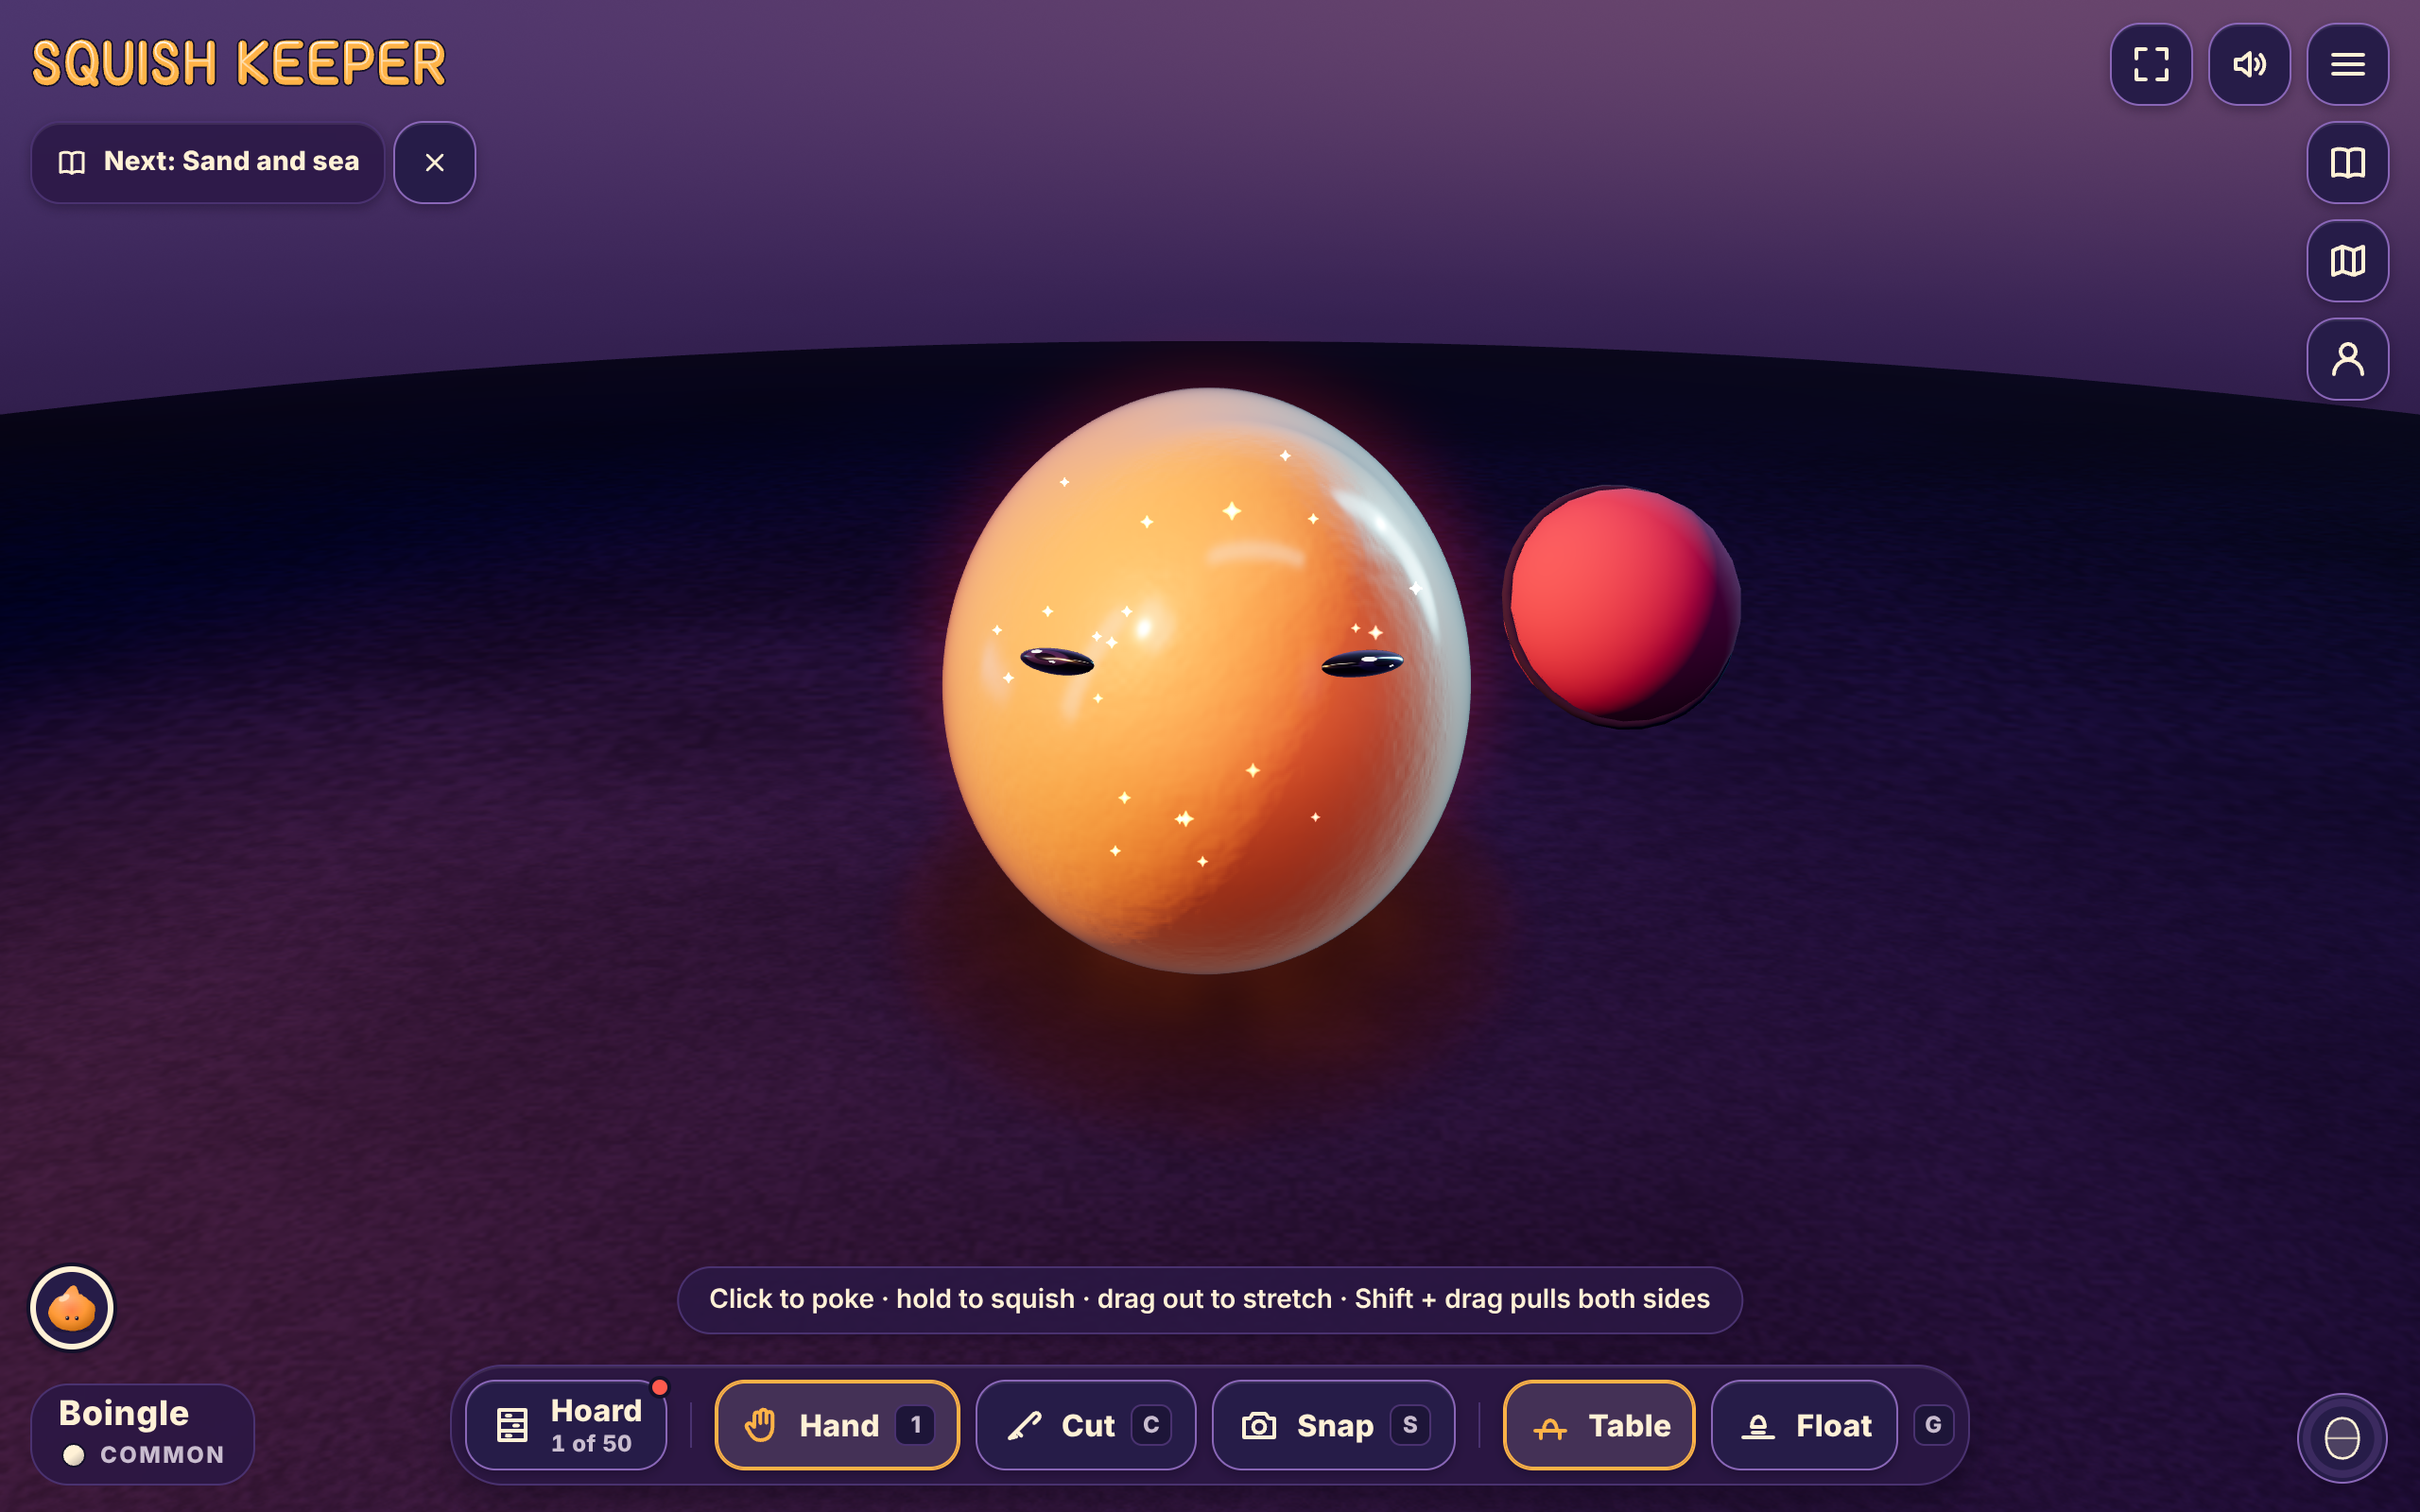 SQUISH KEEPER
Next: Sand and sea
Click to poke · hold to squish · drag out to stretch · Shift + drag pulls both sides
Boingle
COMMON
Hoard
1 of 50
Hand 1
Cut C
Snap S
Table
Float G